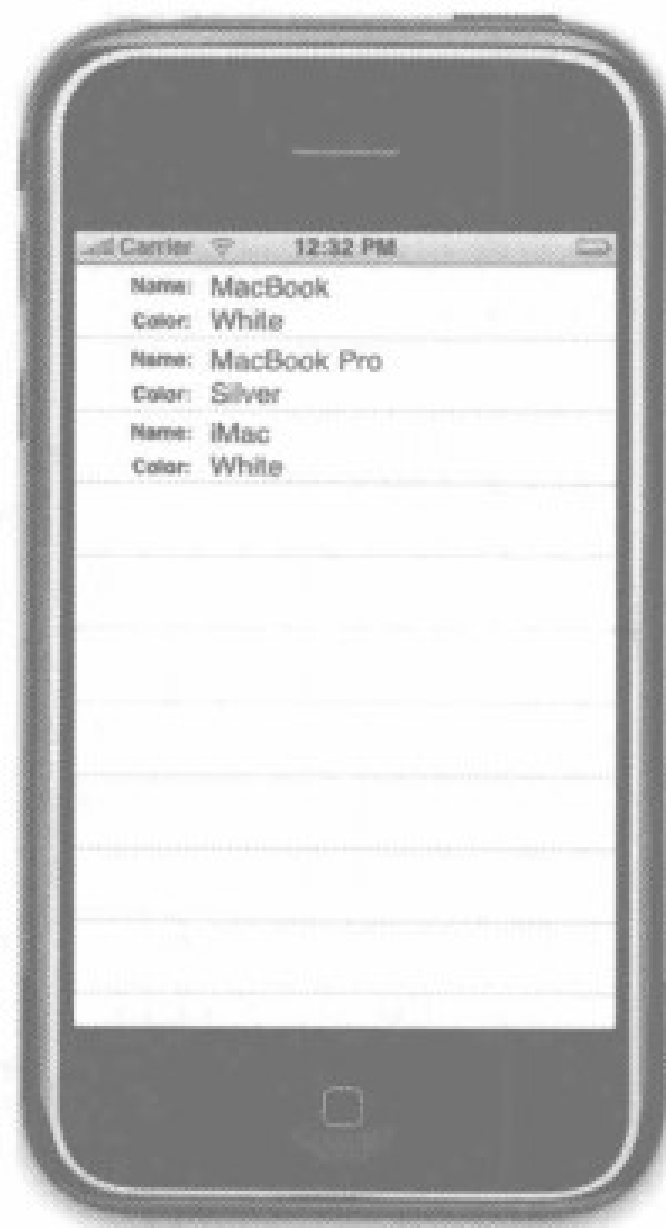 Carrier 12:32 PM
Name: MacBook
Color: White
Name: MacBook Pro
Color: Silver
Name: iMac
Color: White